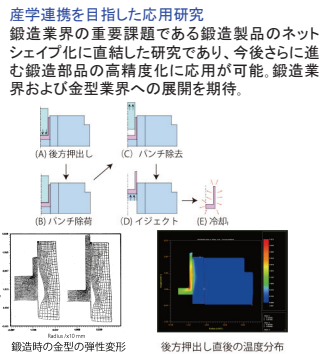 産学連携を目指した応用研究
鍛造業界の重要課題である鍛造製品のネット
シェイプ化に直結した研究であり、今後さらに進
む鍛造部品の高精度化に応用が可能。鍛造業
界および金型業界への展開を期待。
(A) 後方押出し
(C) パンチ除去
(B) パンチ除荷
(D) イジェクト
(E) 冷却
Radius /x10 mm
鍛造時の金型の弾性変形
後方押出し直後の温度分布